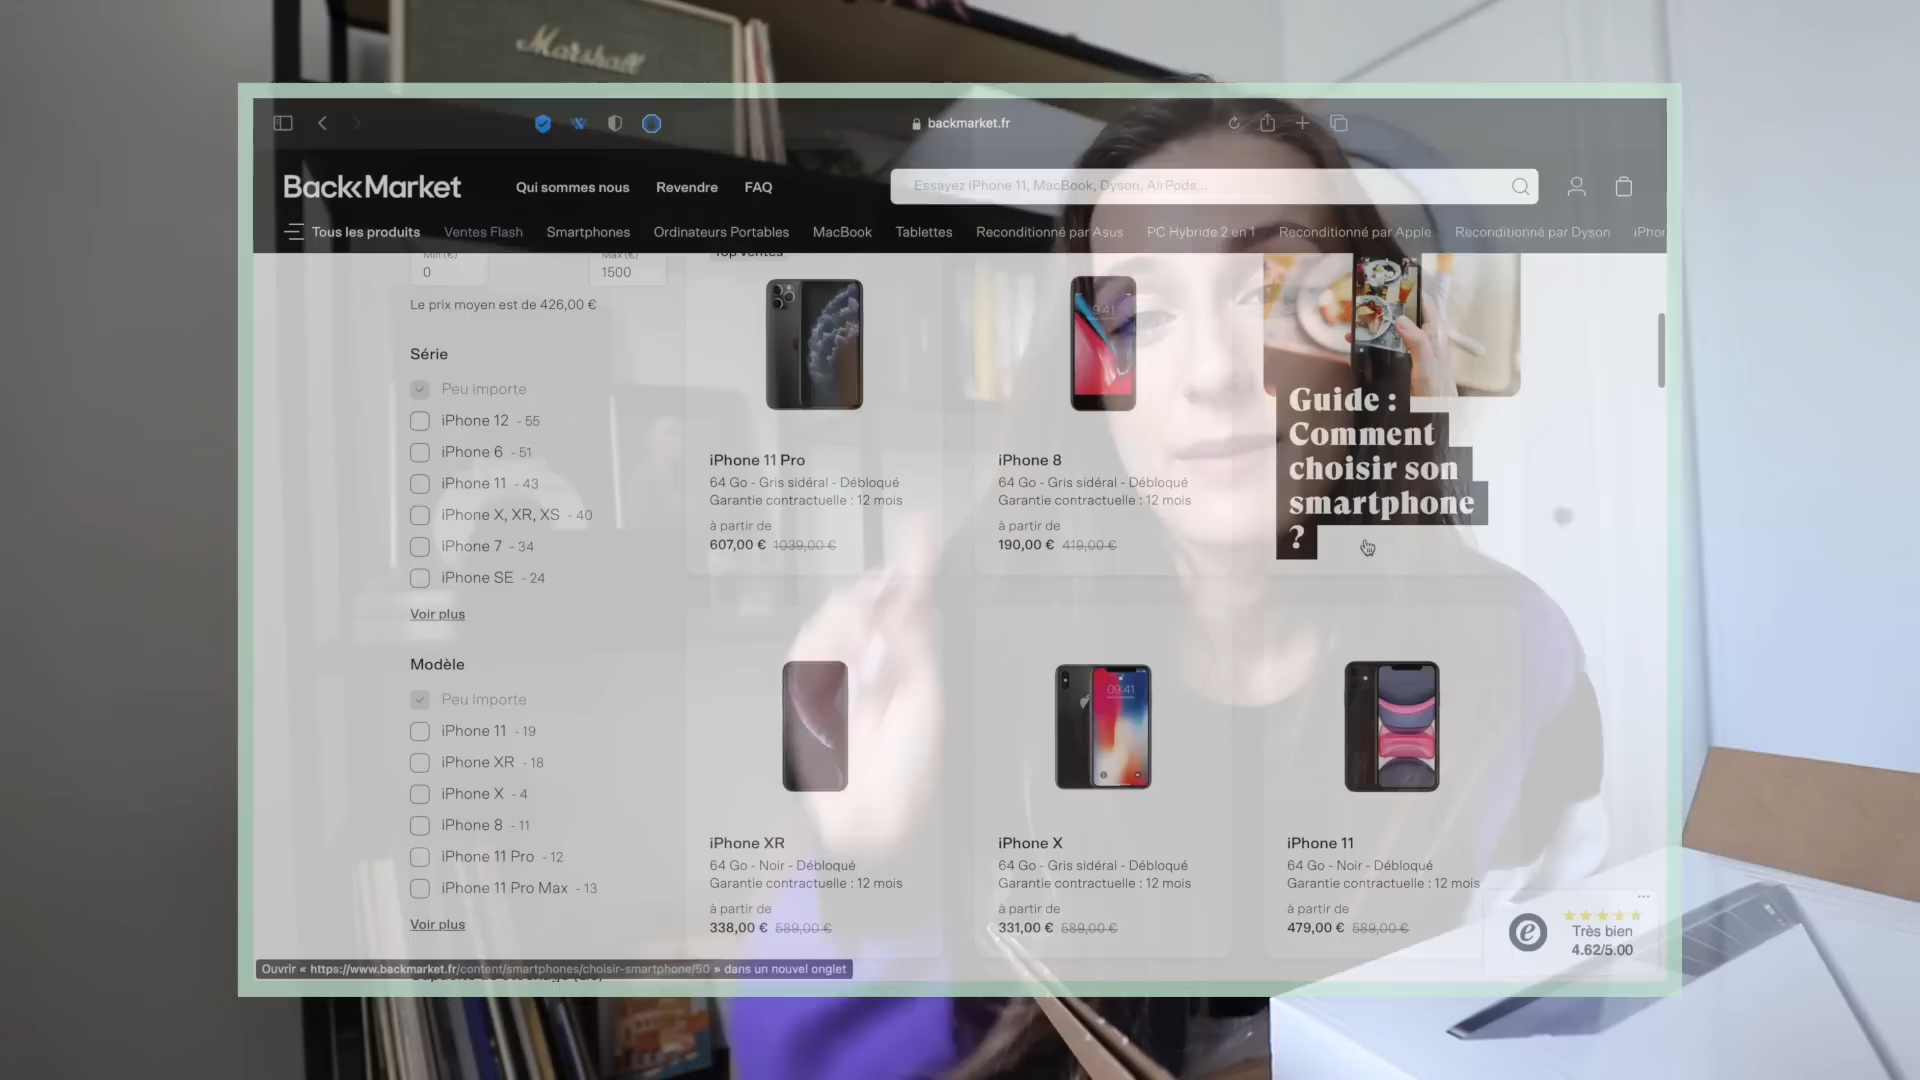 Marshall
backmarket.fr
BackMarket
Qui sommes nous
Revendre
FAQ
Essayez iPhone 11, MacBook, Dyson, AirPods...
Tous les produits
Ventes Flash
Smartphones
Ordinateurs Portables
MacBook
Tablettes
Reconditionné par Asus
PC Hybride 2 en 1
Reconditionné par Apple
Reconditionné par Dyson
Min (€)
Max (€)
0
1500
Le prix moyen est de 426,00 €
Série
Peu importe
iPhone 12 - 55
iPhone 6 - 51
iPhone 11 - 43
iPhone X, XR, XS - 40
iPhone 7 - 34
iPhone SE - 24
Voir plus
Modèle
Peu importe
iPhone 11 - 19
iPhone XR - 18
iPhone X - 4
iPhone 8 - 11
iPhone 11 Pro - 12
iPhone 11 Pro Max - 13
Voir plus
Top ventes
iPhone 11 Pro
64 Go - Gris sidéral - Débloqué
Garantie contractuelle : 12 mois
à partir de
607,00 € 1039,00 €
9:41
iPhone 8
64 Go - Gris sidéral - Débloqué
Garantie contractuelle : 12 mois
à partir de
190,00 € 419,00 €
Guide :
Comment
choisir son
smartphone
?
iPhone XR
64 Go - Noir - Débloqué
Garantie contractuelle : 12 mois
à partir de
338,00 € 589,00 €
09:41
iPhone X
64 Go - Gris sidéral - Débloqué
Garantie contractuelle : 12 mois
à partir de
331,00 € 589,00 €
iPhone 11
64 Go - Noir - Débloqué
Garantie contractuelle : 12 mois
à partir de
479,00 € 589,00 €
e
Très bien
4.62/5.00
Ouvrir « https://www.backmarket.fr/content/smartphones/choisir-smartphone/50 » dans un nouvel onglet